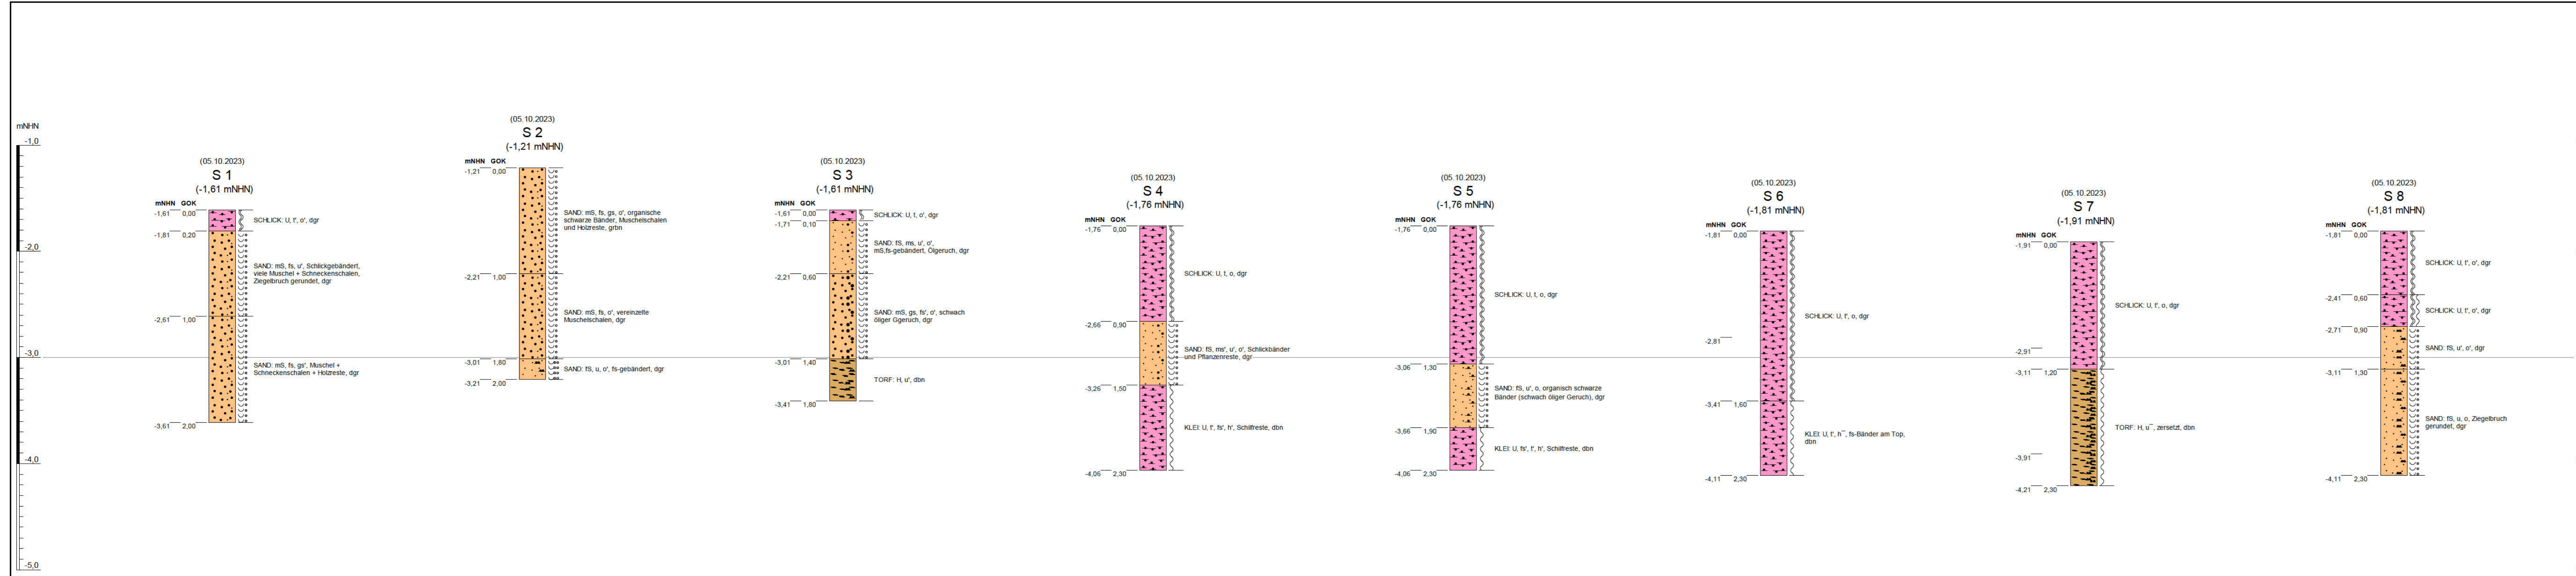 mNHN
-1,0
-2,0
-3,0
-4,0
-5,0
(05.10.2023)
S 1
(-1,61 mNHN)
mNHN GOK
-1,61 0,00
SCHLICK: U, t', o', dgr
-1,81 0,20
SAND: mS, fs, u', Schlickgebändert,
viele Muschel + Schneckenschalen,
Ziegelbruch gerundet, dgr
-2,61 1,00
SAND: mS, fs, gs', Muschel +
Schneckenschalen + Holzreste, dgr
-3,61 2,00
(05.10.2023)
S 2
(-1,21 mNHN)
mNHN GOK
-1,21 0,00
SAND: mS, fs, gs, o', organische
schwarze Bänder, Muschelschalen
und Holzreste, grbn
-2,21 1,00
SAND: mS, fs, o', vereinzelte
Muschelschalen, dgr
-3,01 1,80
SAND: fS, u, o', fs-gebändert, dgr
-3,21 2,00
(05.10.2023)
S 3
(-1,61 mNHN)
mNHN GOK
-1,61 0,00
SCHLICK: U, t, o', dgr
-1,71 0,10
SAND: fS, ms, u', o',
mS,fs-gebändert, Ölgeruch, dgr
-2,21 0,60
SAND: mS, gs, fs', o', schwach
öliger Ggeruch, dgr
-3,01 1,40
TORF: H, u', dbn
-3,41 1,80
(05.10.2023)
S 4
(-1,76 mNHN)
mNHN GOK
-1,76 0,00
SCHLICK: U, t, o, dgr
-2,66 0,90
SAND: fS, ms', u', o', Schlickbänder
und Pflanzenreste, dgr
-3,26 1,50
KLEI: U, t', fs', h', Schilfreste, dbn
-4,06 2,30
(05.10.2023)
S 5
(-1,76 mNHN)
mNHN GOK
-1,76 0,00
SCHLICK: U, t, o, dgr
-3,06 1,30
SAND: fS, u', o, organisch schwarze
Bänder (schwach öliger Geruch), dgr
-3,66 1,90
KLEI: U, fs', t', h', Schilfreste, dbn
-4,06 2,30
(05.10.2023)
S 6
(-1,81 mNHN)
mNHN GOK
-1,81 0,00
SCHLICK: U, t', o, dgr
-2,81
-3,41 1,60
KLEI: U, t', h¯, fs-Bänder am Top,
dbn
-4,11 2,30
(05.10.2023)
S 7
(-1,91 mNHN)
mNHN GOK
-1,91 0,00
SCHLICK: U, t', o, dgr
-2,91
-3,11 1,20
TORF: H, u¯, zersetzt, dbn
-3,91
-4,21 2,30
(05.10.2023)
S 8
(-1,81 mNHN)
mNHN GOK
-1,81 0,00
SCHLICK: U, t', o', dgr
-2,41 0,60
SCHLICK: U, t', o', dgr
-2,71 0,90
SAND: fS, u', o', dgr
-3,11 1,30
SAND: fS, u, o, Ziegelbruch
gerundet, dgr
-4,11 2,30